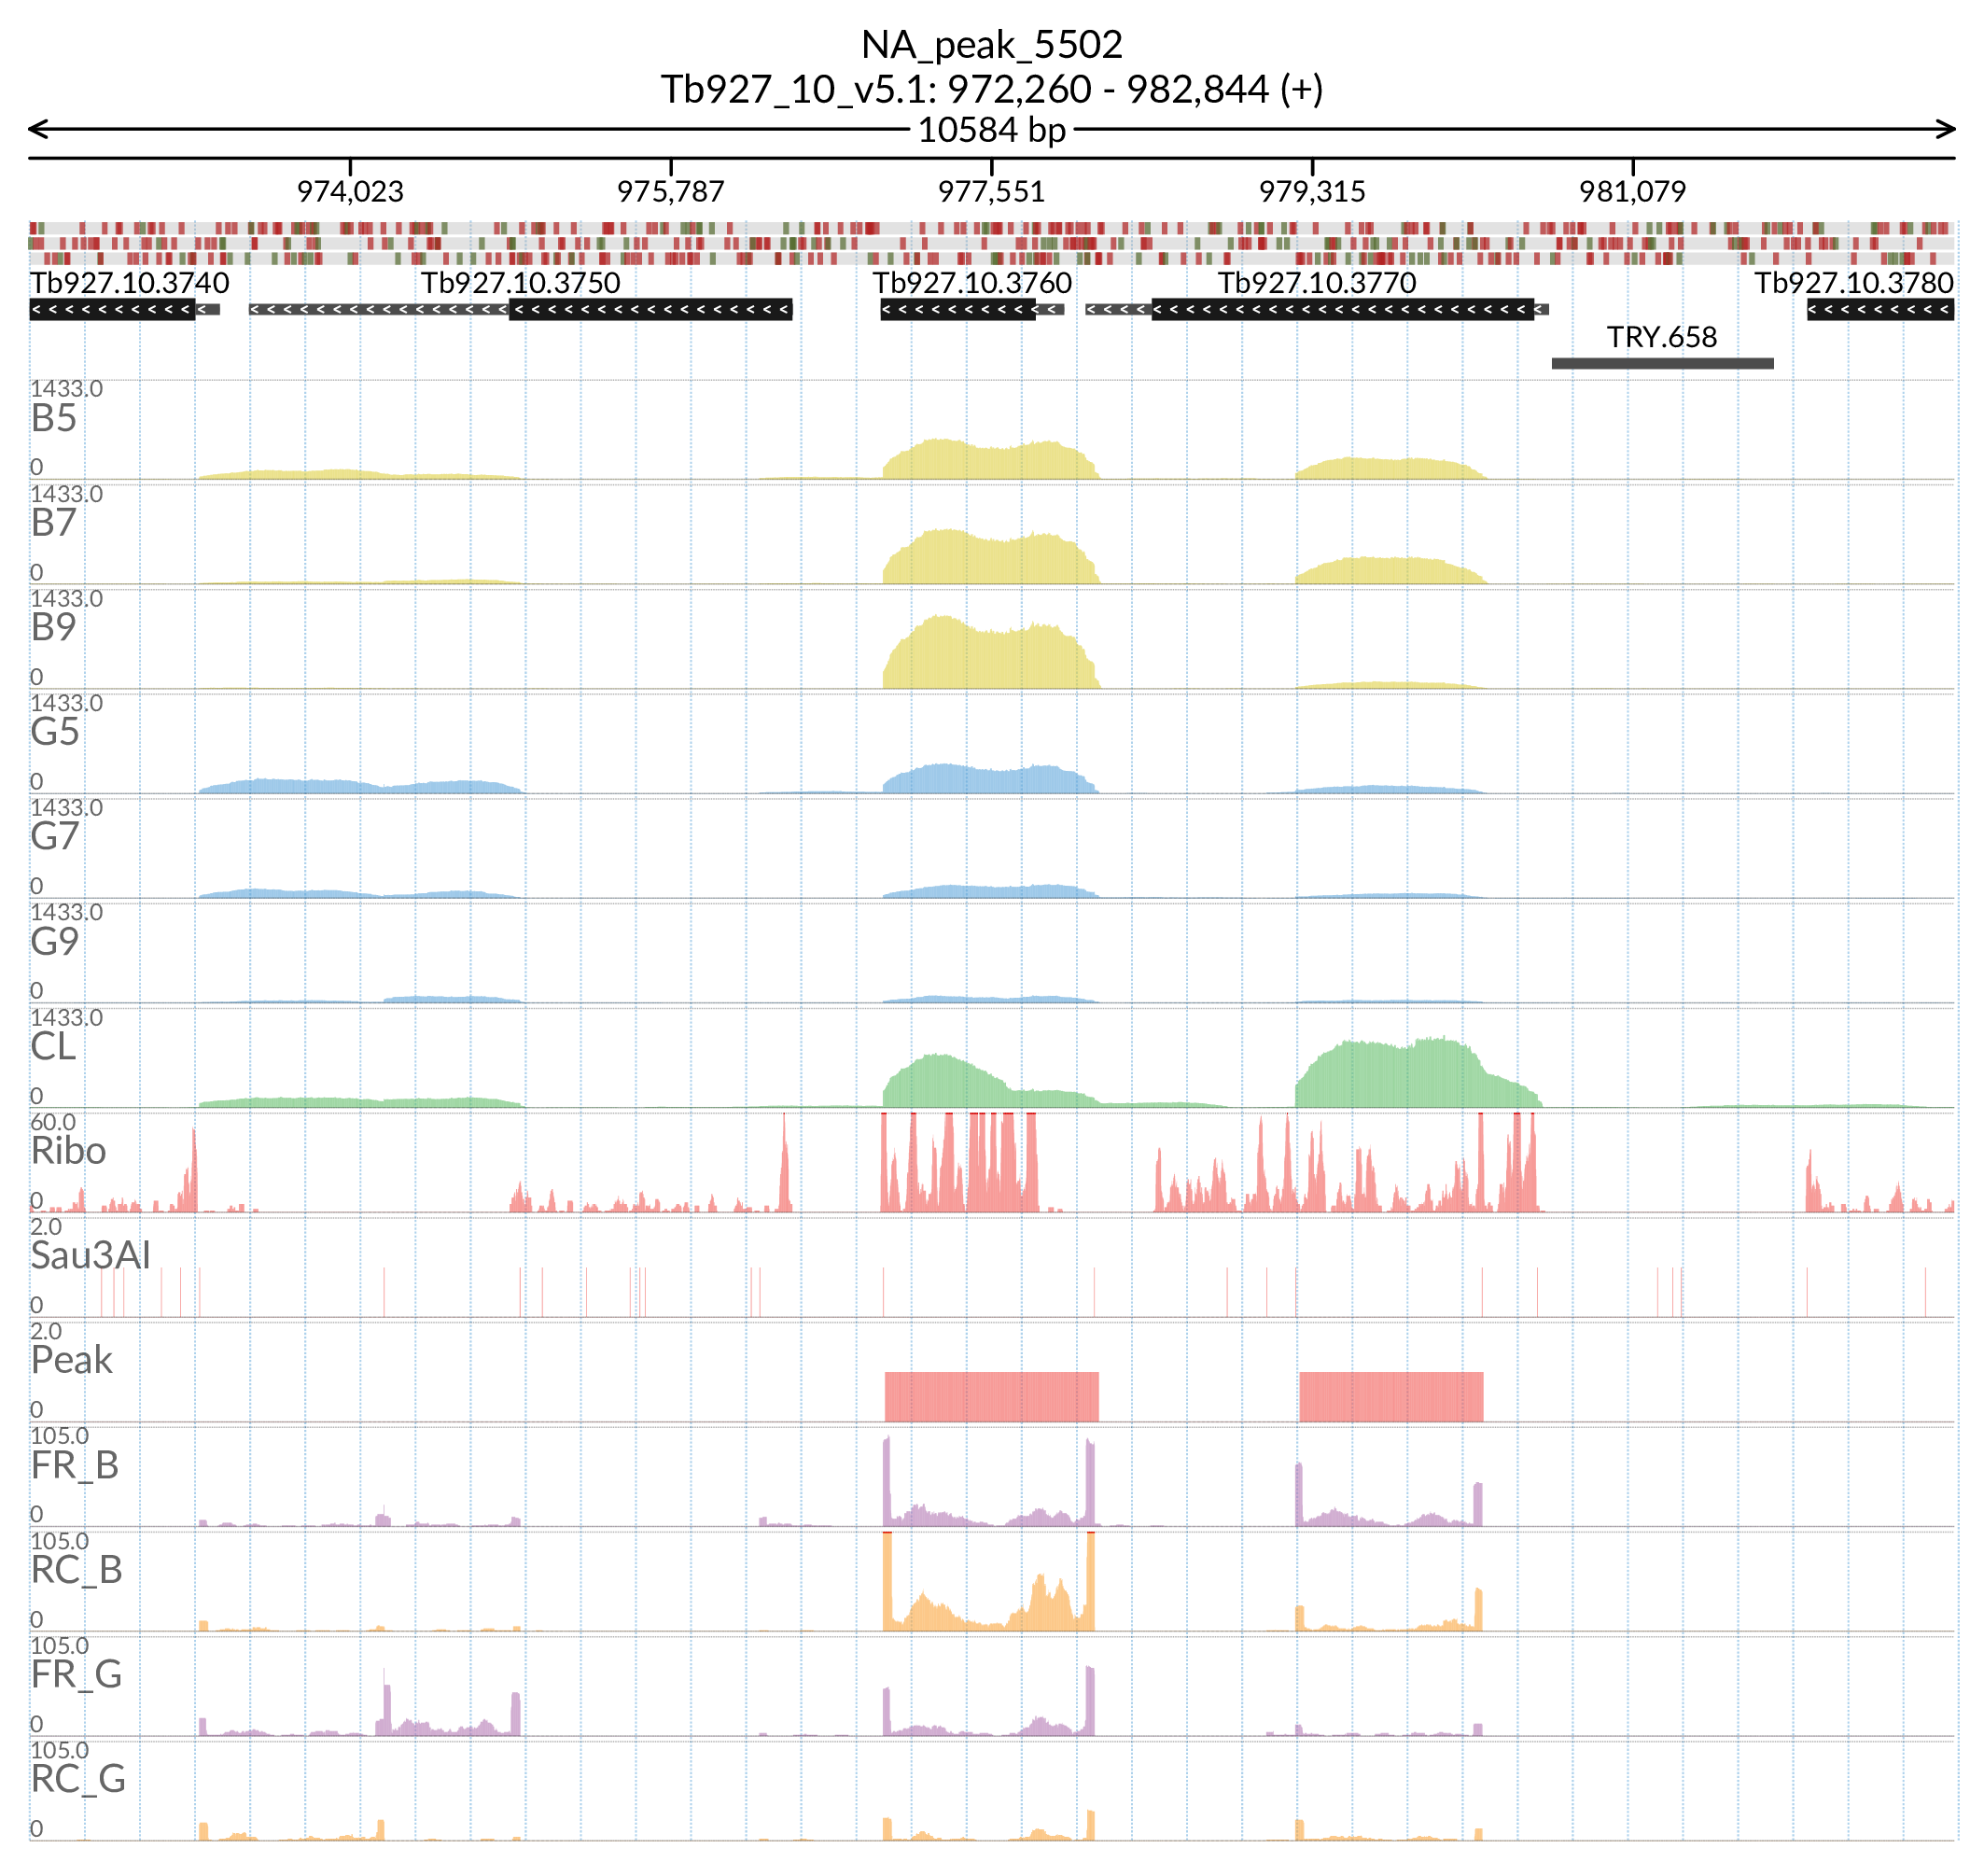 NA_peak_5502
Tb927_10_v5.1: 972,260 - 982,844 (+)
10584 bp
974,023 975,787 977,551 979,315 981,079
Tb927.10.3740 Tb927.10.3750 Tb927.10.3760 Tb927.10.3770 Tb927.10.3780
TRY.658
1433.0
B5
0
1433.0
B7
0
1433.0
B9
0
1433.0
G5
0
1433.0
G7
0
1433.0
G9
0
1433.0
CL
0
60.0
Ribo
0
2.0
Sau3AI
0
2.0
Peak
0
105.0
FR_B
0
105.0
RC_B
0
105.0
FR_G
0
105.0
RC_G
0